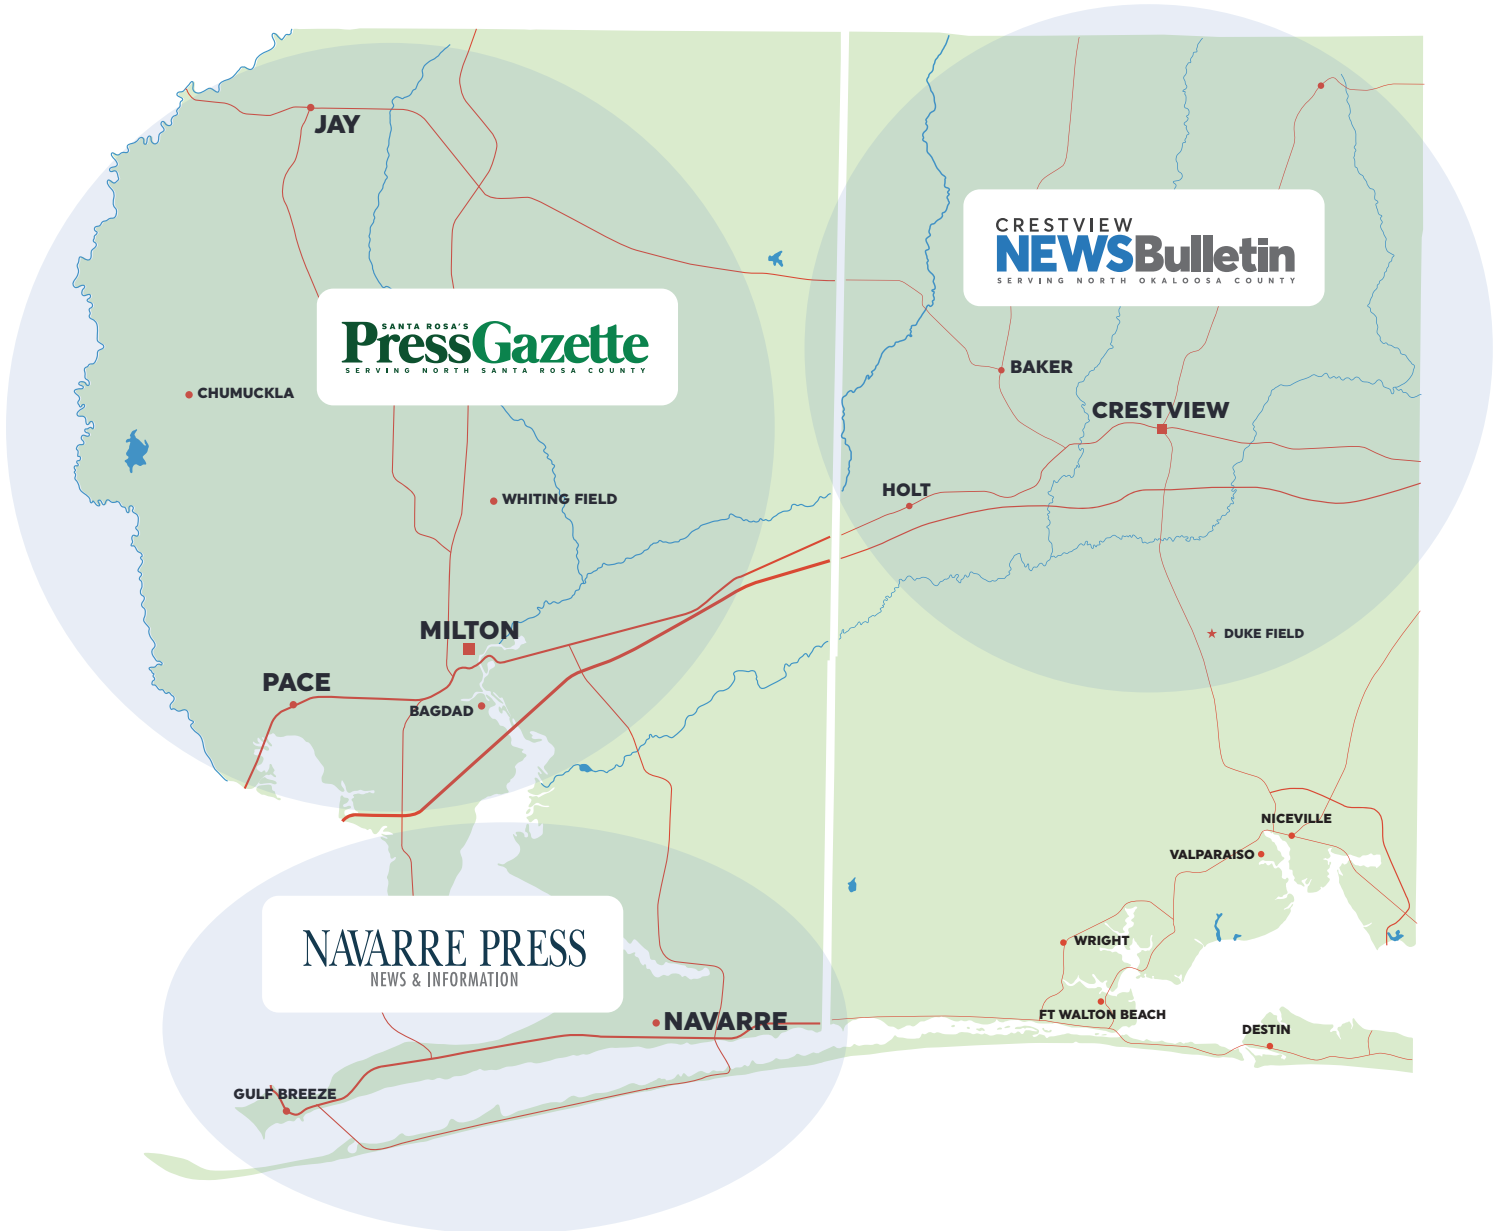 JAY
CRESTVIEW
NEWSBulletin
SERVING NORTH OKALOOSA COUNTY
SANTA ROSA'S
PressGazette
SERVING NORTH SANTA ROSA COUNTY
BAKER
CHUMUCKLA
CRESTVIEW
HOLT
WHITING FIELD
MILTON
DUKE FIELD
PACE
BAGDAD
NICEVILLE
VALPARAISO
NAVARRE PRESS
NEWS & INFORMATION
WRIGHT
FT WALTON BEACH
NAVARRE
DESTIN
GULF BREEZE